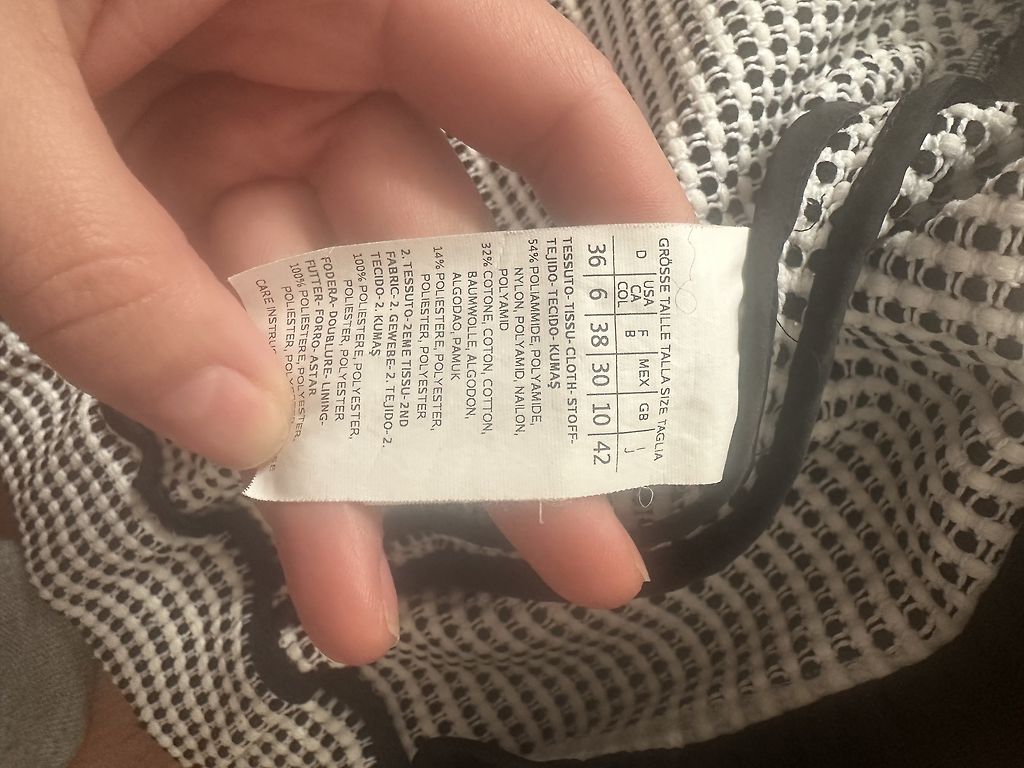 GRÖSSE TAILLE TALLA SIZE TAGLIA
D USA CA COL F B MEX GB J
36 6 38 30 10 42
TESSUTO- TISSU- CLOTH- STOFF-
TEJIDO- TECIDO- KUMAŞ
54% POLIAMMIDE, POLYAMIDE,
NYLON, POLYAMID, NAILON,
POLYAMID
32% COTONE, COTON, COTTON,
BAUMWOLLE, ALGODON,
ALGODAO, PAMUK
14% POLIESTERE, POLYESTER,
POLIESTER, POLYESTER
2. TESSUTO-2EME TISSU-2ND
FABRIC-2. GEWEBE-2. TEJIDO-2.
TECIDO-2. KUMAŞ
100% POLIESTERE, POLYESTER,
POLIESTER, POLYESTER
FODERA-DOUBLURE-LINING-
FUTTER-FORRO-ASTAR
100% POLIESTERE, POLYESTER,
POLIESTER, POLYESTER
CARE